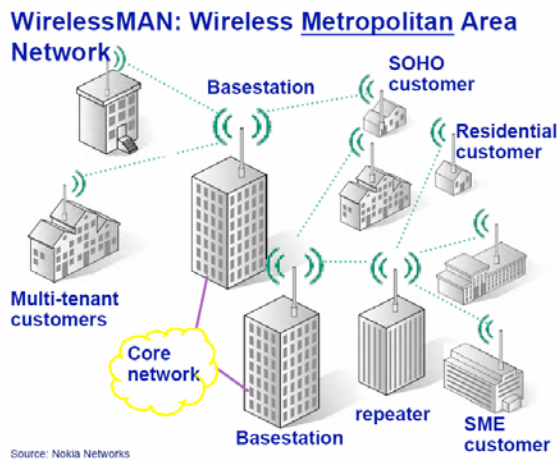 WirelessMAN: Wireless Metropolitan Area
Network
Basestation
SOHO
customer
Residential
customer
Multi-tenant
customers
Core
network
Basestation
repeater
SME
customer
Source: Nokia Networks